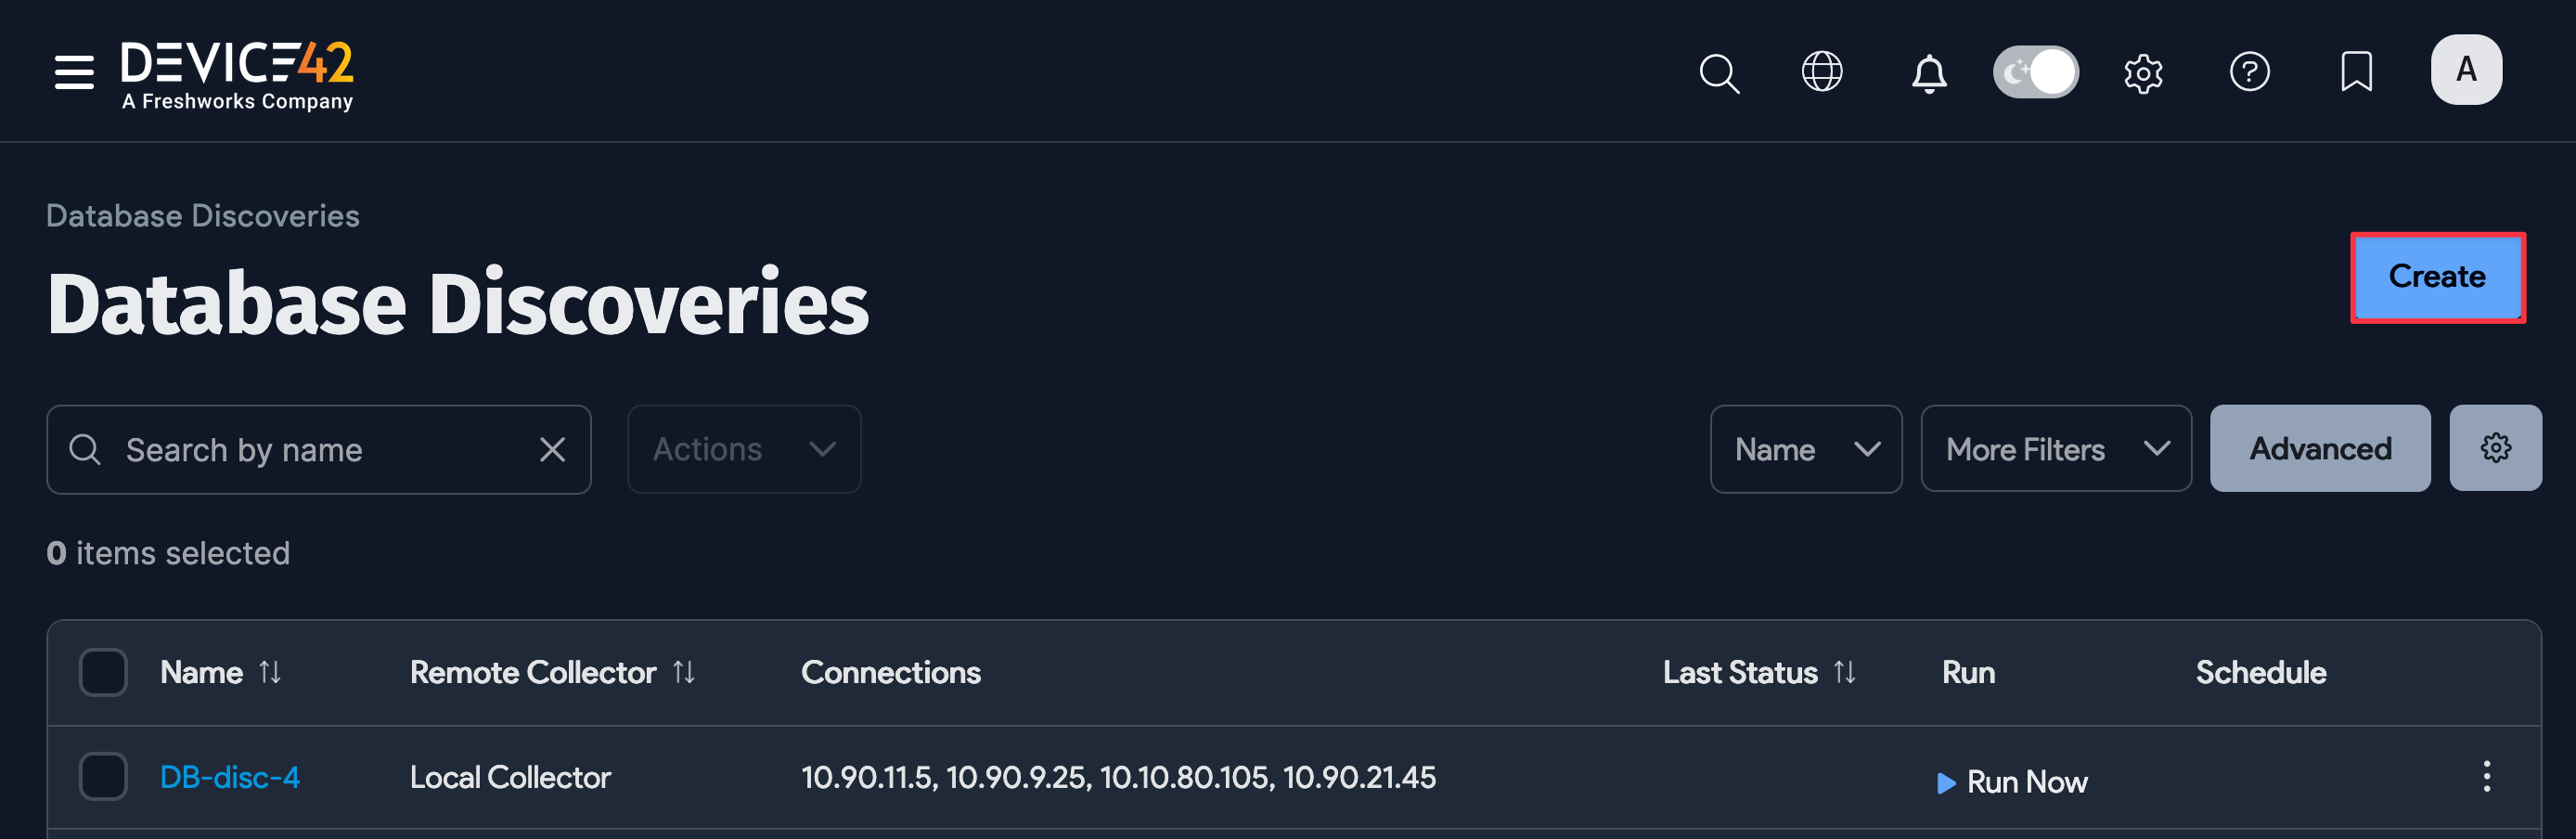 DEVICE42
A Freshworks Company
A
Database Discoveries
Database Discoveries
Create
Search by name
Actions
Name
More Filters
Advanced
0 items selected
Name Remote Collector Connections Last Status Run Schedule
DB-disc-4 Local Collector 10.90.11.5, 10.90.9.25, 10.10.80.105, 10.90.21.45 Run Now